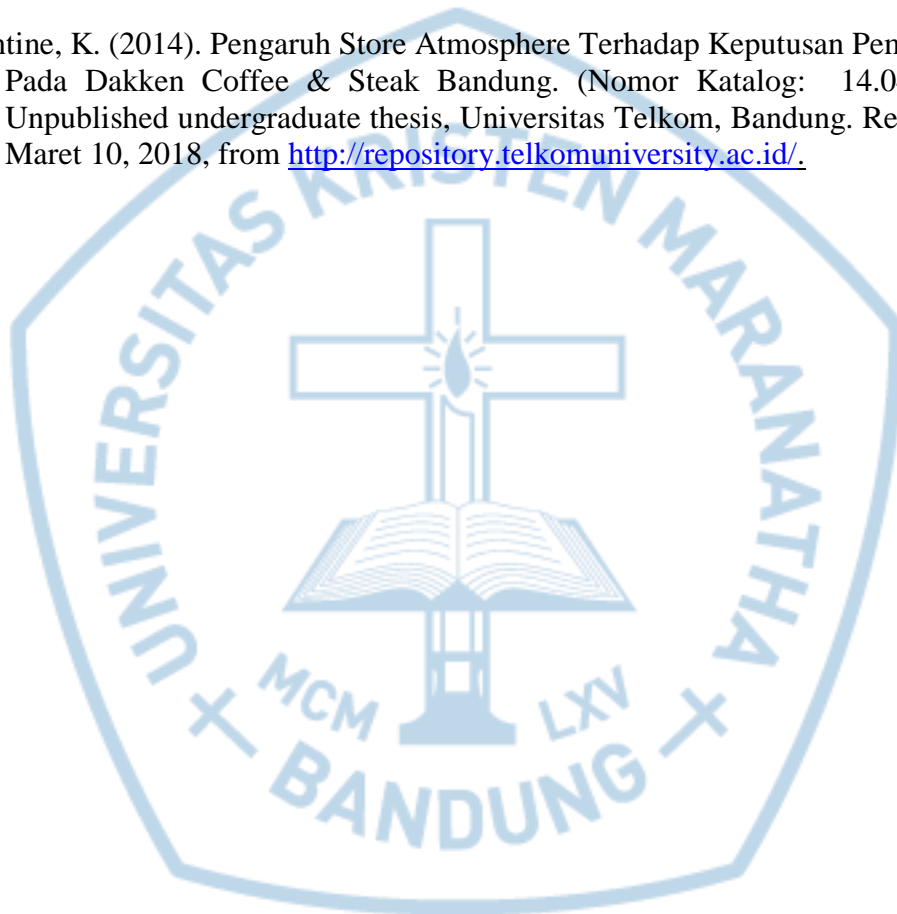 ntine, K. (2014). Pengaruh Store Atmosphere Terhadap Keputusan Pen
Pada Dakken Coffee & Steak Bandung. (Nomor Katalog: 14.0
Unpublished undergraduate thesis, Universitas Telkom, Bandung. Re
Maret 10, 2018, from http://repository.telkomuniversity.ac.id/.
UNIVERSITAS KRISTEN MARANATHA
MCM LXV
BANDUNG